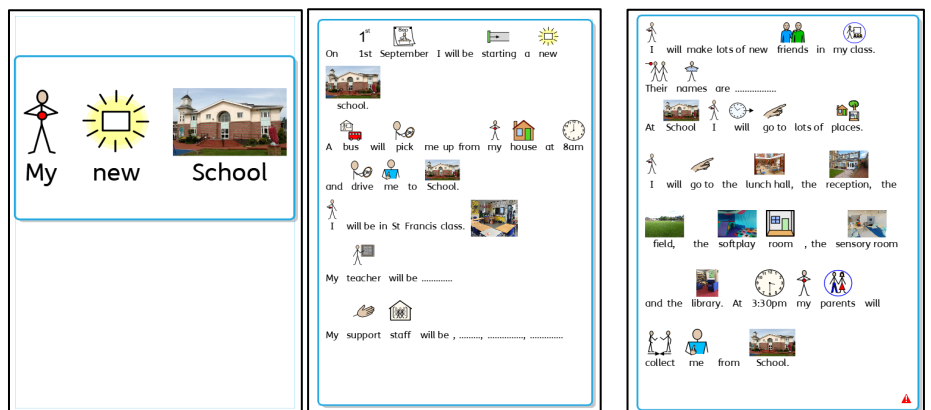 My new School
On 1st September I will be starting a new
school.
A bus will pick me up from my house at 8am
and drive me to School.
I will be in St Francis class.
My teacher will be .............
My support staff will be , ........, ..............., .............
I will make lots of new friends in my class.
Their names are .................
At School I will go to lots of places.
I will go to the lunch hall, the reception, the
field, the softplay room , the sensory room
and the library. At 3:30pm my parents will
collect me from School.